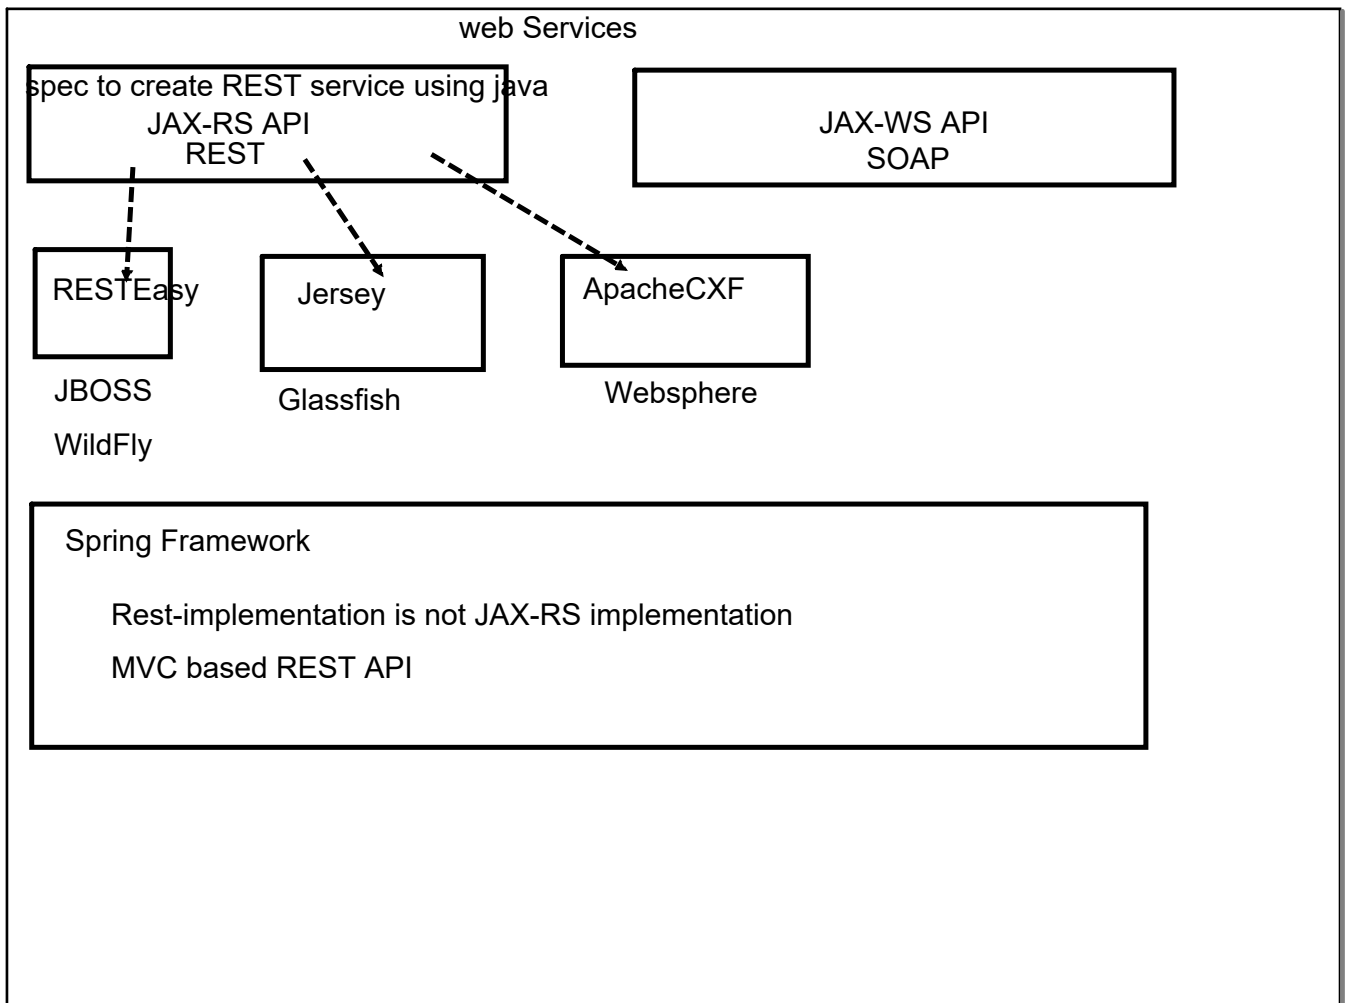 web Services
spec to create REST service using java
JAX-RS API
REST
JAX-WS API
SOAP
RESTEasy
Jersey
ApacheCXF
JBOSS
Glassfish
Websphere
WildFly
Spring Framework
Rest-implementation is not JAX-RS implementation
MVC based REST API